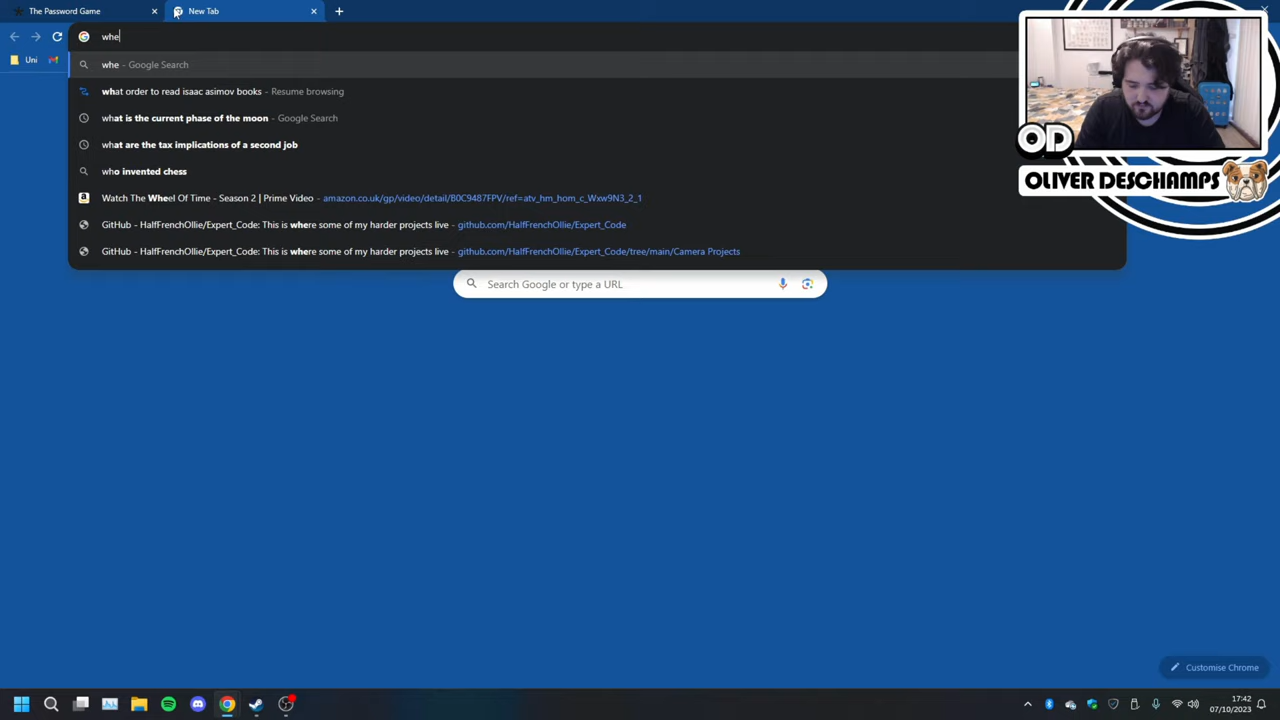 The Password Game
New Tab
whe
Uni
whe - Google Search
what order to read isaac asimov books - Resume browsing
what is the current phase of the moon - Google Search
what are the tax implications of a second job
who invented chess
Watch The Wheel Of Time - Season 2 | Prime Video - amazon.co.uk/gp/video/detail/B0C9487FPV/ref=atv_hm_hom_c_Wxw9N3_2_1
GitHub - HalfFrenchOllie/Expert_Code: This is where some of my harder projects live - github.com/HalfFrenchOllie/Expert_Code
GitHub - HalfFrenchOllie/Expert_Code: This is where some of my harder projects live - github.com/HalfFrenchOllie/Expert_Code/tree/main/Camera Projects
OD
OLIVER DESCHAMPS
Search Google or type a URL
Customise Chrome
17:42
07/10/2023